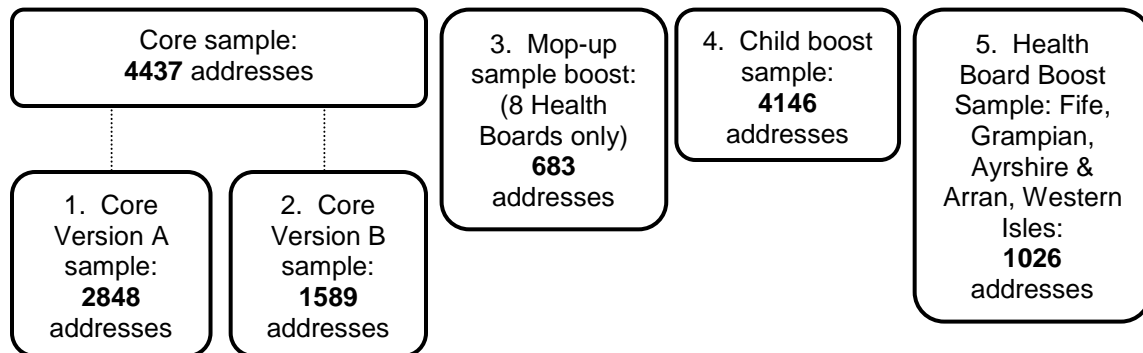 Core sample:
4437 addresses
1. Core
Version A
sample:
2848
addresses
2. Core
Version B
sample:
1589
addresses
3. Mop-up
sample boost:
(8 Health
Boards only)
683
addresses
4. Child boost
sample:
4146
addresses
5. Health
Board Boost
Sample: Fife,
Grampian,
Ayrshire &
Arran, Western
Isles:
1026
addresses